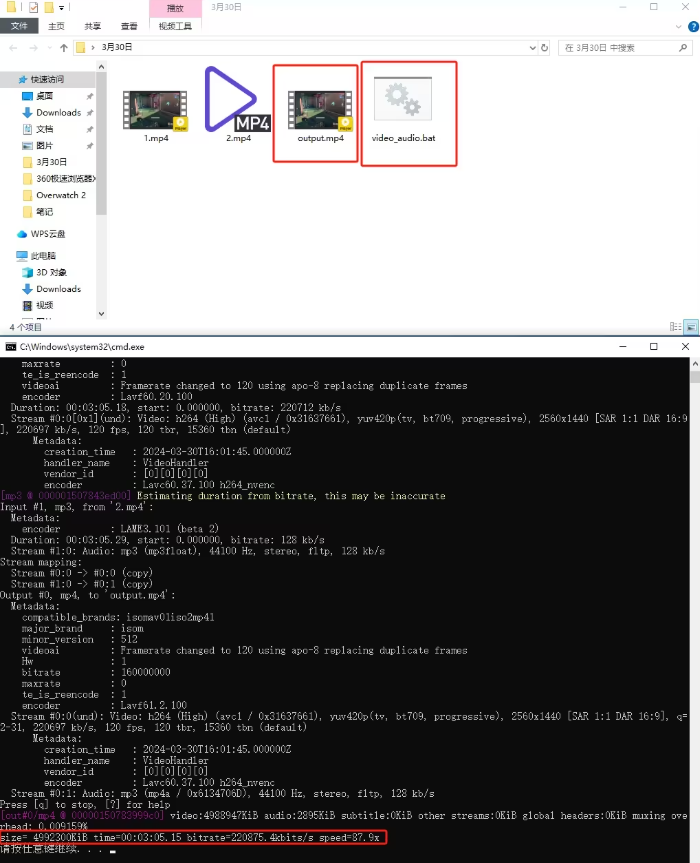 播放
3月30日
文件
主页
共享
查看
视频工具
3月30日
在 3月30日 中搜索
快速访问
桌面
Downloads
文档
图片
3月30日
360极速浏览器
Overwatch 2
笔记
WPS云盘
此电脑
3D 对象
Downloads
视频
4 个项目
1.mp4
MP4
2.mp4
output.mp4
video_audio.bat
C:\Windows\system32\cmd.exe
maxrate : 0
te_is_reencode : 1
videoai : Framerate changed to 120 using apo-8 replacing duplicate frames
encoder : Lavf60.20.100
Duration: 00:03:05.18, start: 0.000000, bitrate: 220712 kb/s
Stream #0:0[0x1](und): Video: h264 (High) (avc1 / 0x31637661), yuv420p(tv, bt709, progressive), 2560x1440 [SAR 1:1 DAR 16:9
], 220697 kb/s, 120 fps, 120 tbr, 15360 tbn (default)
Metadata:
creation_time : 2024-03-30T16:01:45.000000Z
handler_name : VideoHandler
vendor_id : [0][0][0][0]
encoder : Lavc60.37.100 h264_nvenc
[mp3 @ 000001507843ed00] Estimating duration from bitrate, this may be inaccurate
Input #1, mp3, from '2.mp4':
Metadata:
encoder : LAME3.101 (beta 2)
Duration: 00:03:05.29, start: 0.000000, bitrate: 128 kb/s
Stream #1:0: Audio: mp3 (mp3float), 44100 Hz, stereo, fltp, 128 kb/s
Stream mapping:
Stream #0:0 -> #0:0 (copy)
Stream #1:0 -> #0:1 (copy)
Output #0, mp4, to 'output.mp4':
Metadata:
compatible_brands: isomav01iso2mp41
major_brand : isom
minor_version : 512
videoai : Framerate changed to 120 using apo-8 replacing duplicate frames
Hw : 1
bitrate : 160000000
maxrate : 0
te_is_reencode : 1
encoder : Lavf61.2.100
Stream #0:0(und): Video: h264 (High) (avc1 / 0x31637661), yuv420p(tv, bt709, progressive), 2560x1440 [SAR 1:1 DAR 16:9], q=
2-31, 220697 kb/s, 120 fps, 120 tbr, 15360 tbn (default)
Metadata:
creation_time : 2024-03-30T16:01:45.000000Z
handler_name : VideoHandler
vendor_id : [0][0][0][0]
encoder : Lavc60.37.100 h264_nvenc
Stream #0:1: Audio: mp3 (mp4a / 0x6134706D), 44100 Hz, stereo, fltp, 128 kb/s
Press [q] to stop, [?] for help
[out#0/mp4 @ 00000150783999c0] video:4988947KiB audio:2895KiB subtitle:0KiB other streams:0KiB global headers:0KiB muxing ove
rhead: 0.009159%
size= 4992300KiB time=00:03:05.15 bitrate=220875.4kbits/s speed=87.9x
请按任意键继续. . .